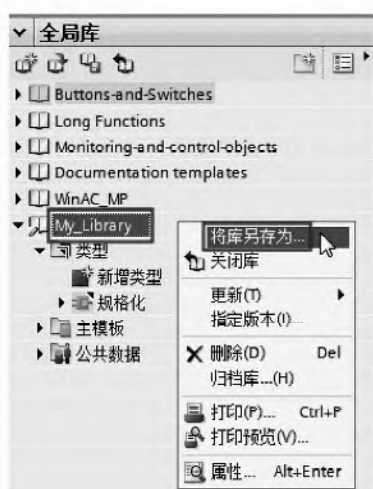 全局库
Buttons-and-Switches
Long Functions
Monitoring-and-control-objects
Documentation templates
WinAC_MP
My_Library
类型
新增类型
规格化
主模板
公共数据
将库另存为...
关闭库
更新(T)
指定版本(I)...
删除(D) Del
归档库...(H)
打印(P)... Ctrl+P
打印预览(V)...
属性... Alt+Enter